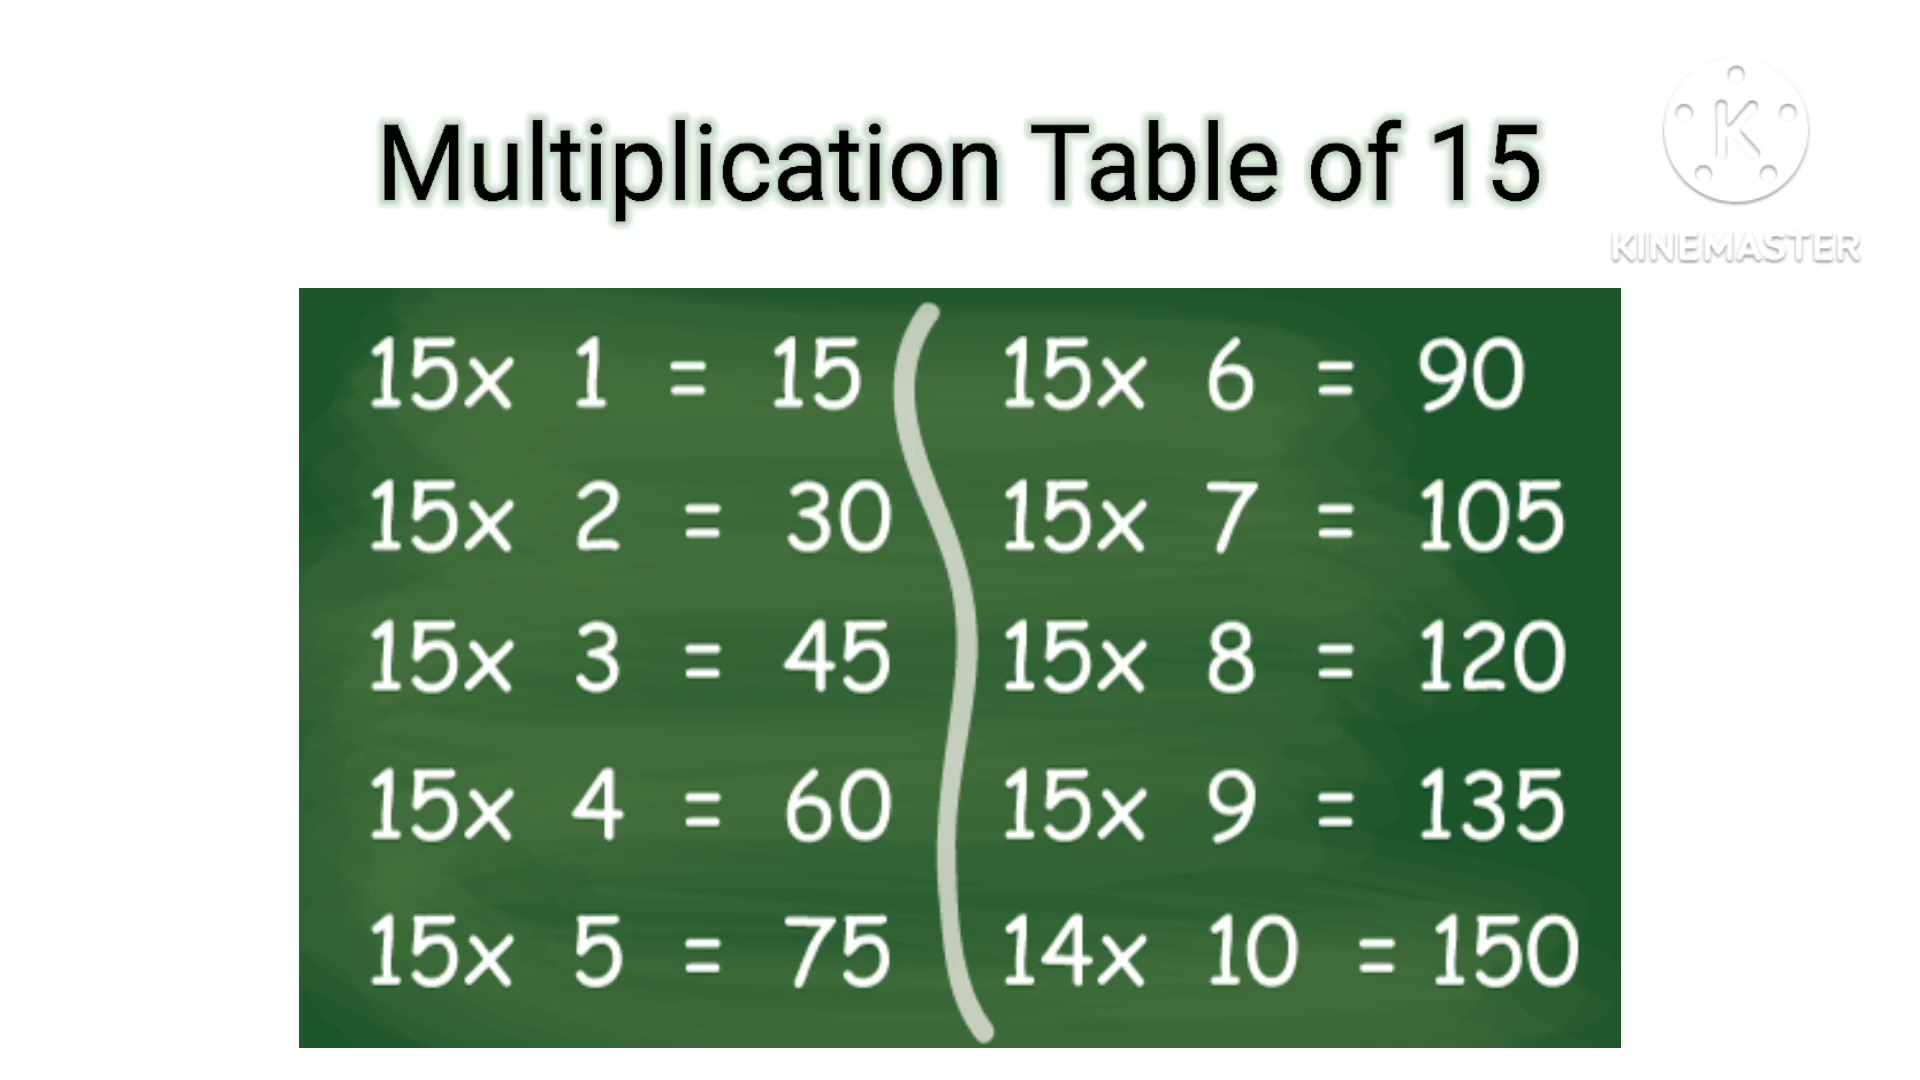 Multiplication Table of 15
K
KINEMASTER
15x 1 = 15
15x 2 = 30
15x 3 = 45
15x 4 = 60
15x 5 = 75
15x 6 = 90
15x 7 = 105
15x 8 = 120
15x 9 = 135
14x 10 = 150